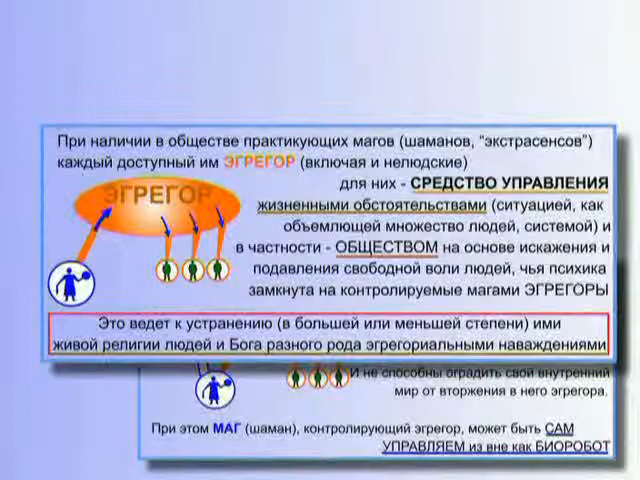 При наличии в обществе практикующих магов (шаманов, "экстрасенсов")
каждый доступный им ЭГРЕГОР (включая и нелюдские)
ЭГРЕГОР
для них - СРЕДСТВО УПРАВЛЕНИЯ
жизненными обстоятельствами (ситуацией, как
объемлющей множество людей, системой) и
в частности - ОБЩЕСТВОМ на основе искажения и
подавления свободной воли людей, чья психика
замкнута на контролируемые магами ЭГРЕГОРЫ
Это ведет к устранению (в большей или меньшей степени) ими
живой религии людей и Бога разного рода эгрегориальными наваждениями
И не способны оградить свой внутренний
мир от вторжения в него эгрегора.
При этом МАГ (шаман), контролирующий эгрегор, может быть САМ
УПРАВЛЯЕМ из вне как БИОРОБОТ